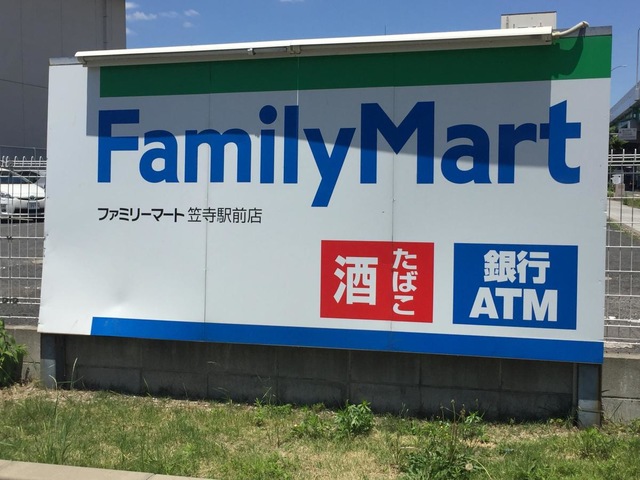 FamilyMart
ファミリーマート 笠寺駅前店
酒
たばこ
銀行
ATM